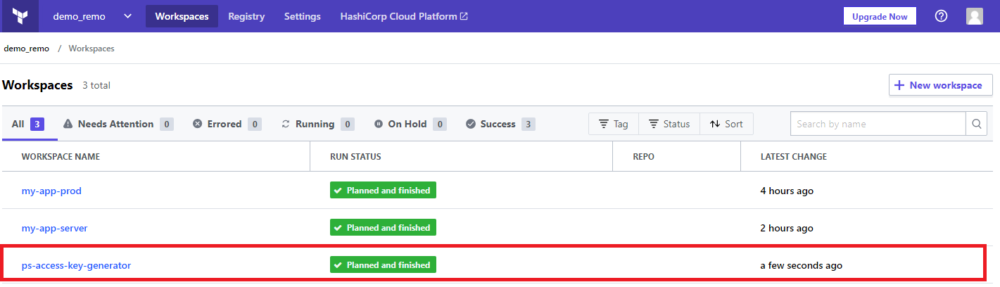 demo_remo Workspaces Registry Settings HashiCorp Cloud Platform Upgrade Now
demo_remo / Workspaces
Workspaces 3 total + New workspace
All 3 Needs Attention 0 Errored 0 Running 0 On Hold 0 Success 3 Tag Status Sort Search by name
WORKSPACE NAME RUN STATUS REPO LATEST CHANGE
my-app-prod Planned and finished 4 hours ago
my-app-server Planned and finished 2 hours ago
ps-access-key-generator Planned and finished a few seconds ago